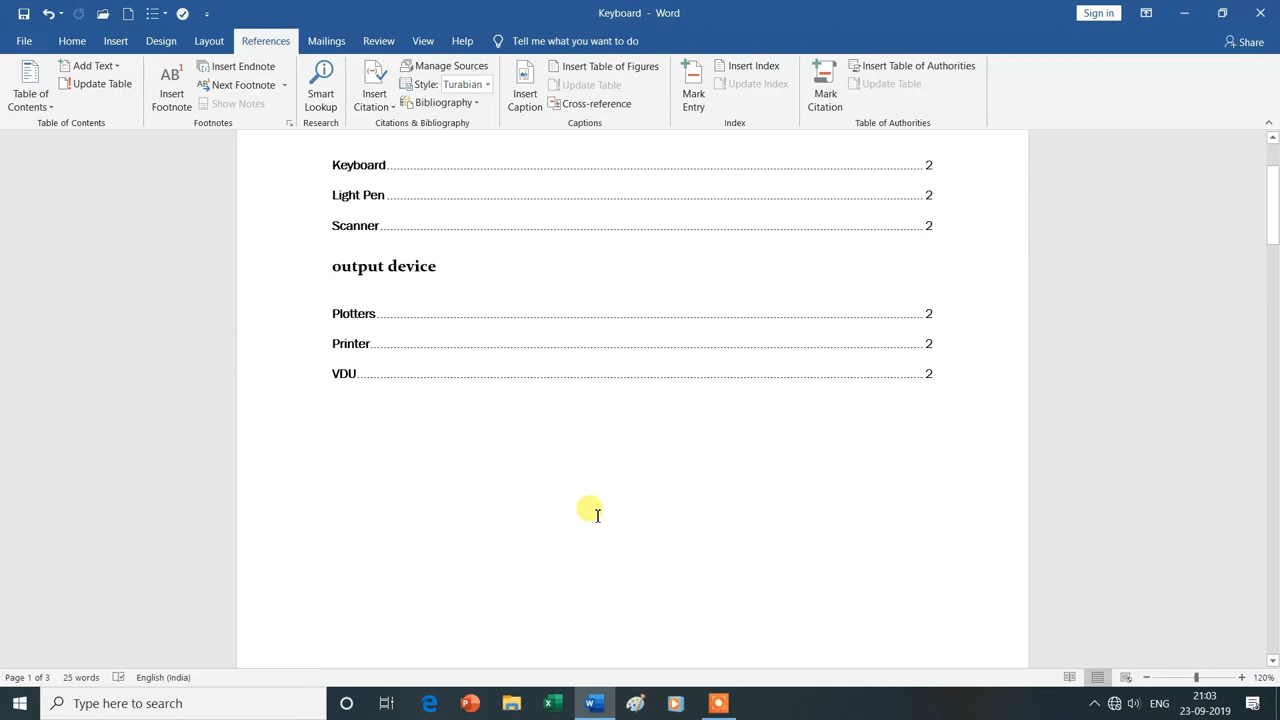 Keyboard - Word
Sign in
File Home Insert Design Layout References Mailings Review View Help Tell me what you want to do Share
Table of Contents
Add Text
Update Table
Table of Contents
AB1
Insert Footnote
Insert Endnote
Next Footnote
Show Notes
Footnotes
Smart Lookup
Research
Insert Citation
Manage Sources
Style: Turabian
Bibliography
Citations & Bibliography
Insert Caption
Insert Table of Figures
Update Table
Cross-reference
Captions
Mark Entry
Insert Index
Update Index
Index
Mark Citation
Insert Table of Authorities
Update Table
Table of Authorities
Keyboard 2
Light Pen 2
Scanner 2
output device
Plotters 2
Printer 2
VDU 2
Page 1 of 3 25 words English (India) 120%
Type here to search
ENG
21:03
23-09-2019